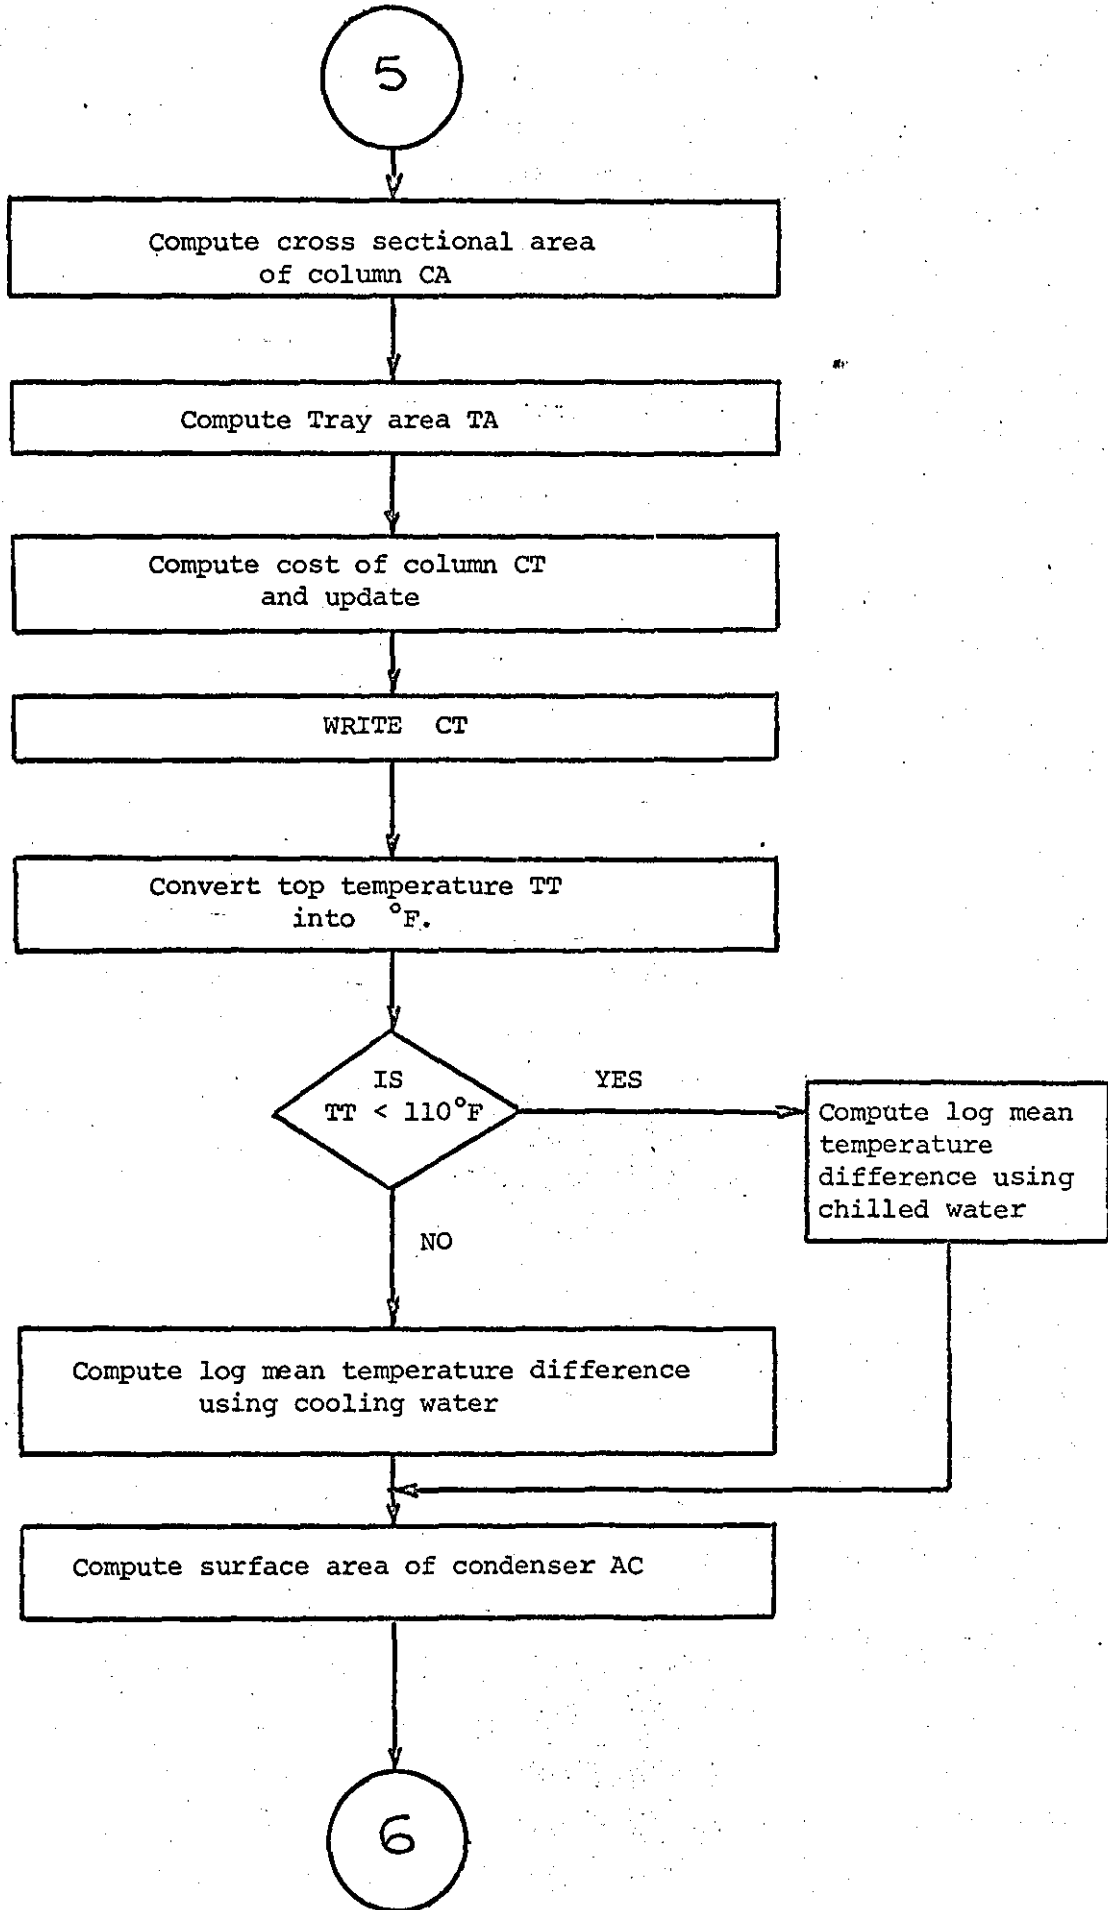 5
Compute cross sectional area
of column CA
Compute Tray area TA
Compute cost of column CT
and update
WRITE CT
Convert top temperature TT
into °F.
IS
TT < 110°F
YES
Compute log mean
temperature
difference using
chilled water
NO
Compute log mean temperature difference
using cooling water
Compute surface area of condenser AC
6